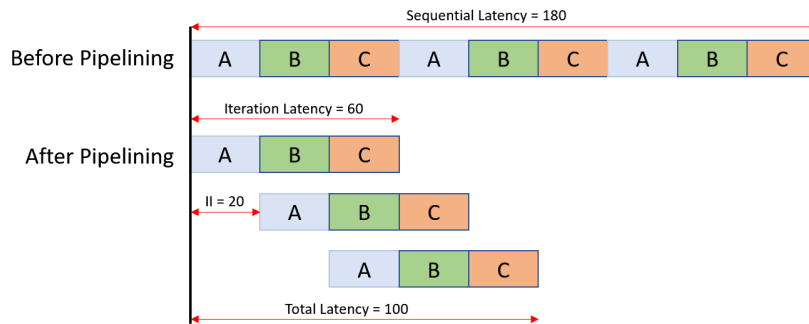 Sequential Latency = 180
Before Pipelining A B C A B C A B C
Iteration Latency = 60
After Pipelining A B C
II = 20 A B C
A B C
Total Latency = 100